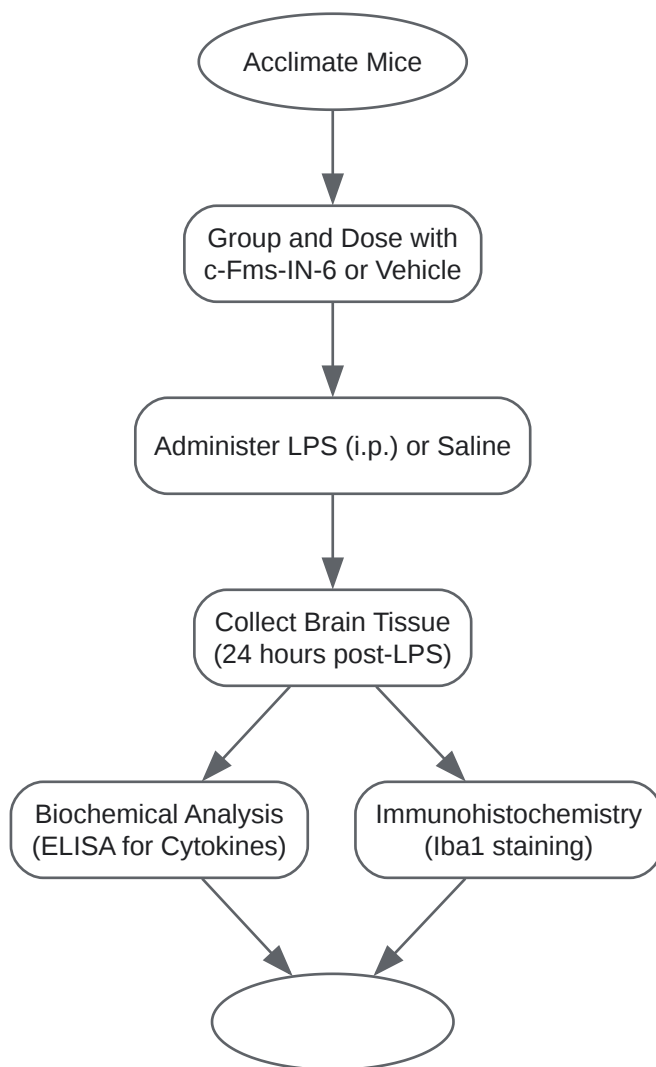 Acclimate Mice
Group and Dose with
c-Fms-IN-6 or Vehicle
Administer LPS (i.p.) or Saline
Collect Brain Tissue
(24 hours post-LPS)
Biochemical Analysis
(ELISA for Cytokines)
Immunohistochemistry
(Iba1 staining)